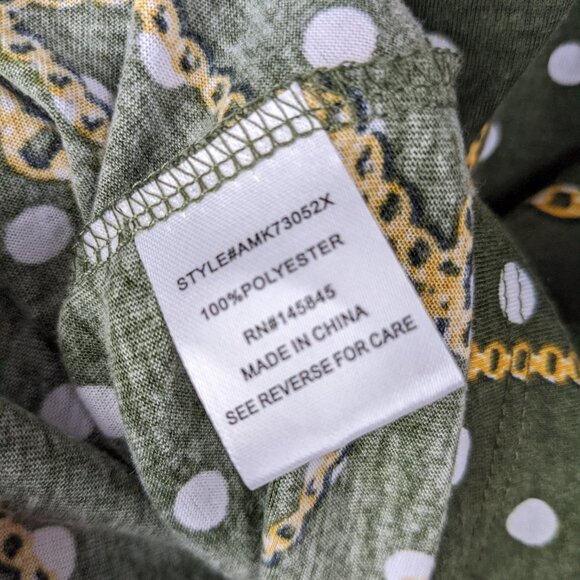 STYLE#AMK73052X
100%POLYESTER
RN#145845
MADE IN CHINA
SEE REVERSE FOR CARE